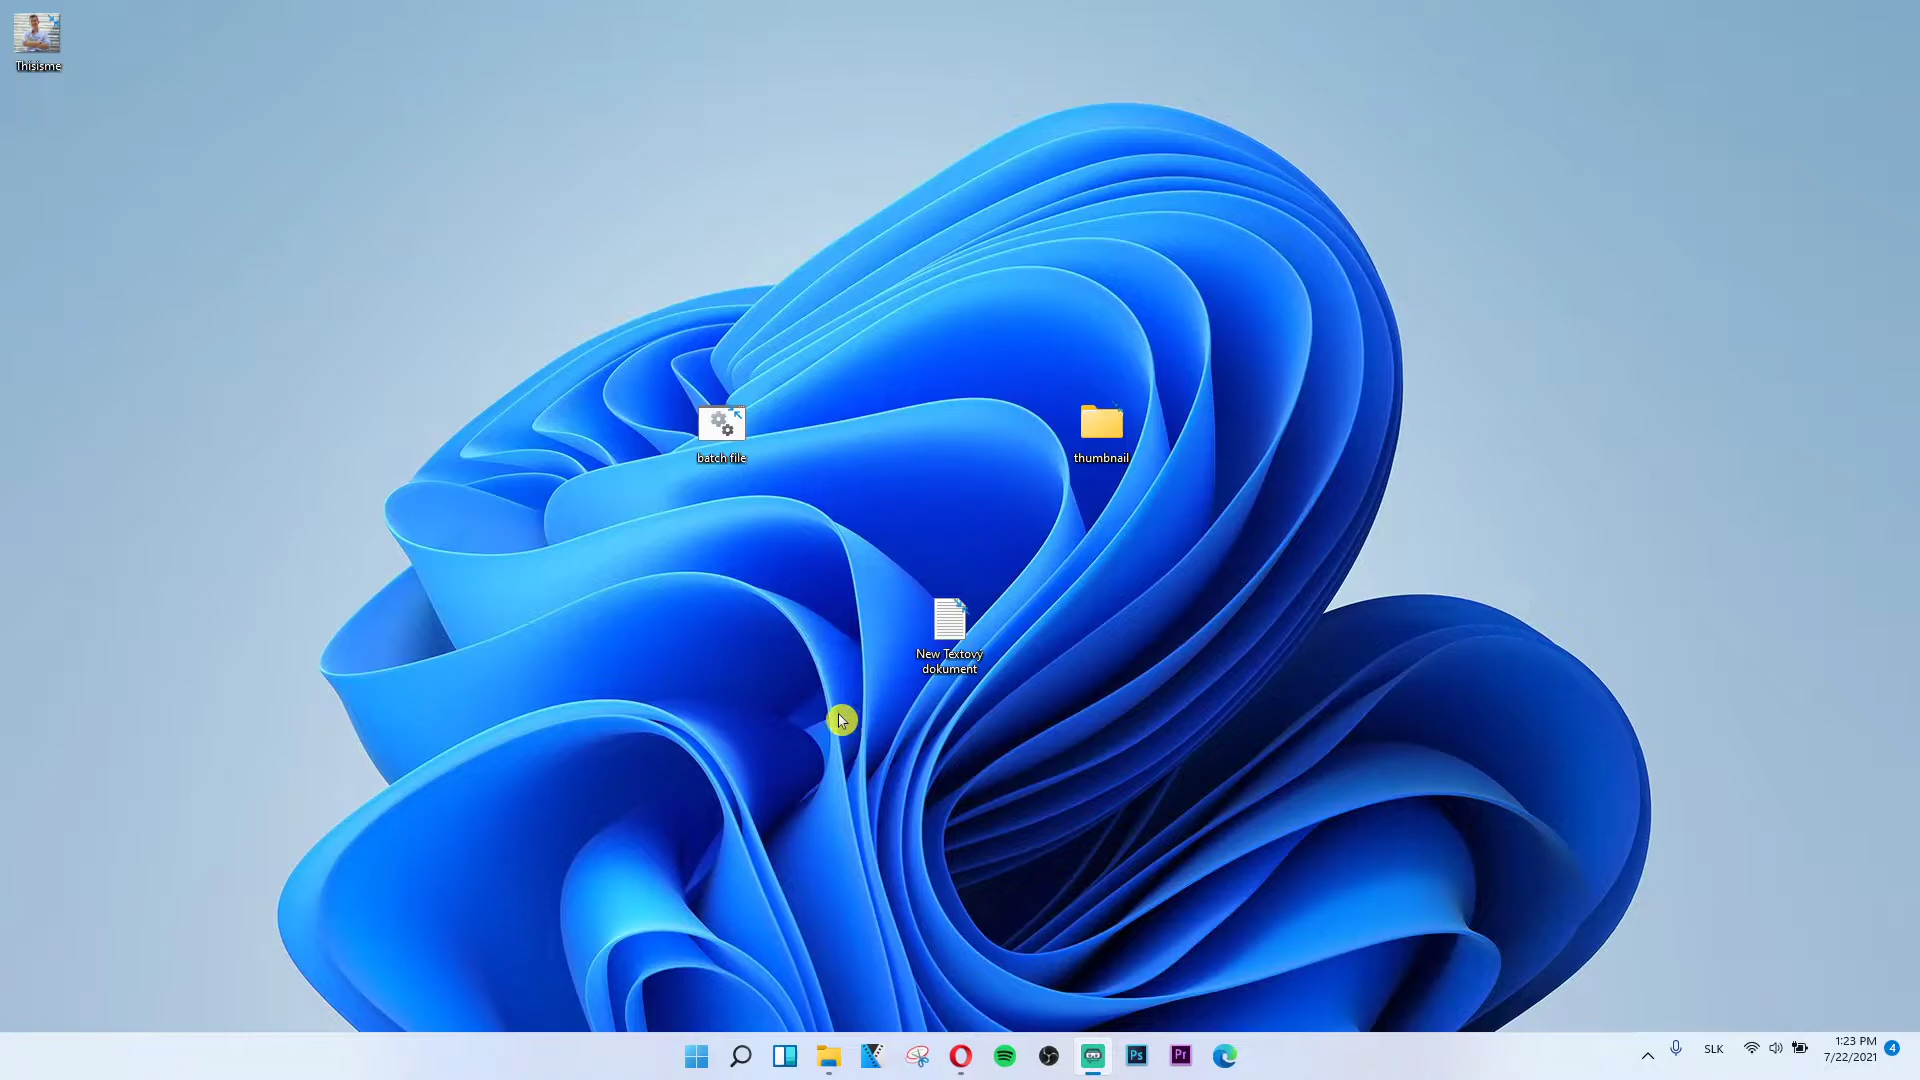 Thisisme
batch file
thumbnail
New Textový
dokument
Ps
Pr
SLK
1:23 PM
7/22/2021
4